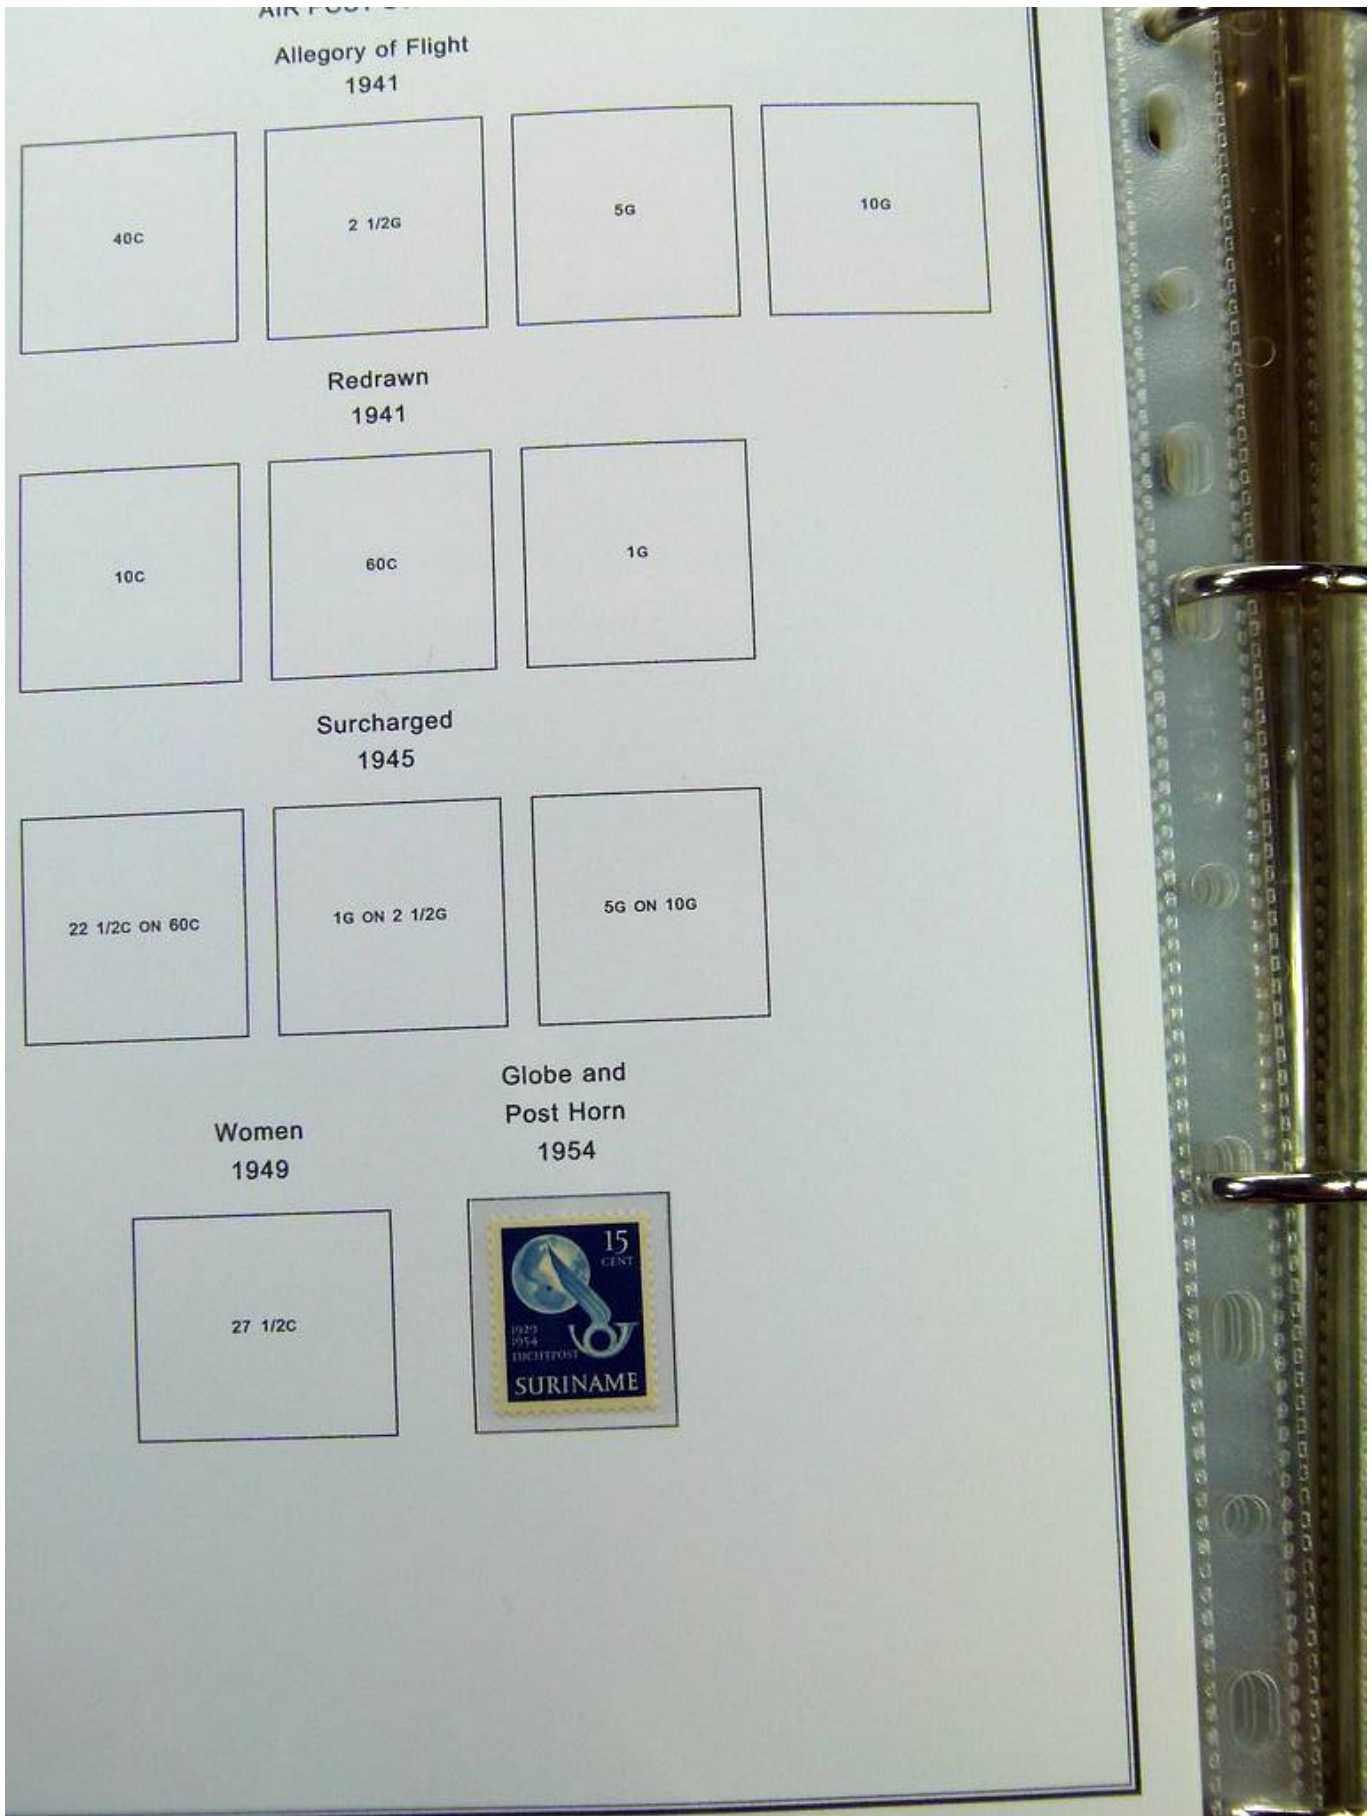 AIR POST
Allegory of Flight
1941
40C
2 1/2G
5G
10G
Redrawn
1941
10C
60C
1G
Surcharged
1945
22 1/2C ON 60C
1G ON 2 1/2G
5G ON 10G
Women
1949
Globe and
Post Horn
1954
27 1/2C
15
CENT
1929
1954
LUCHTPOST
SURINAME